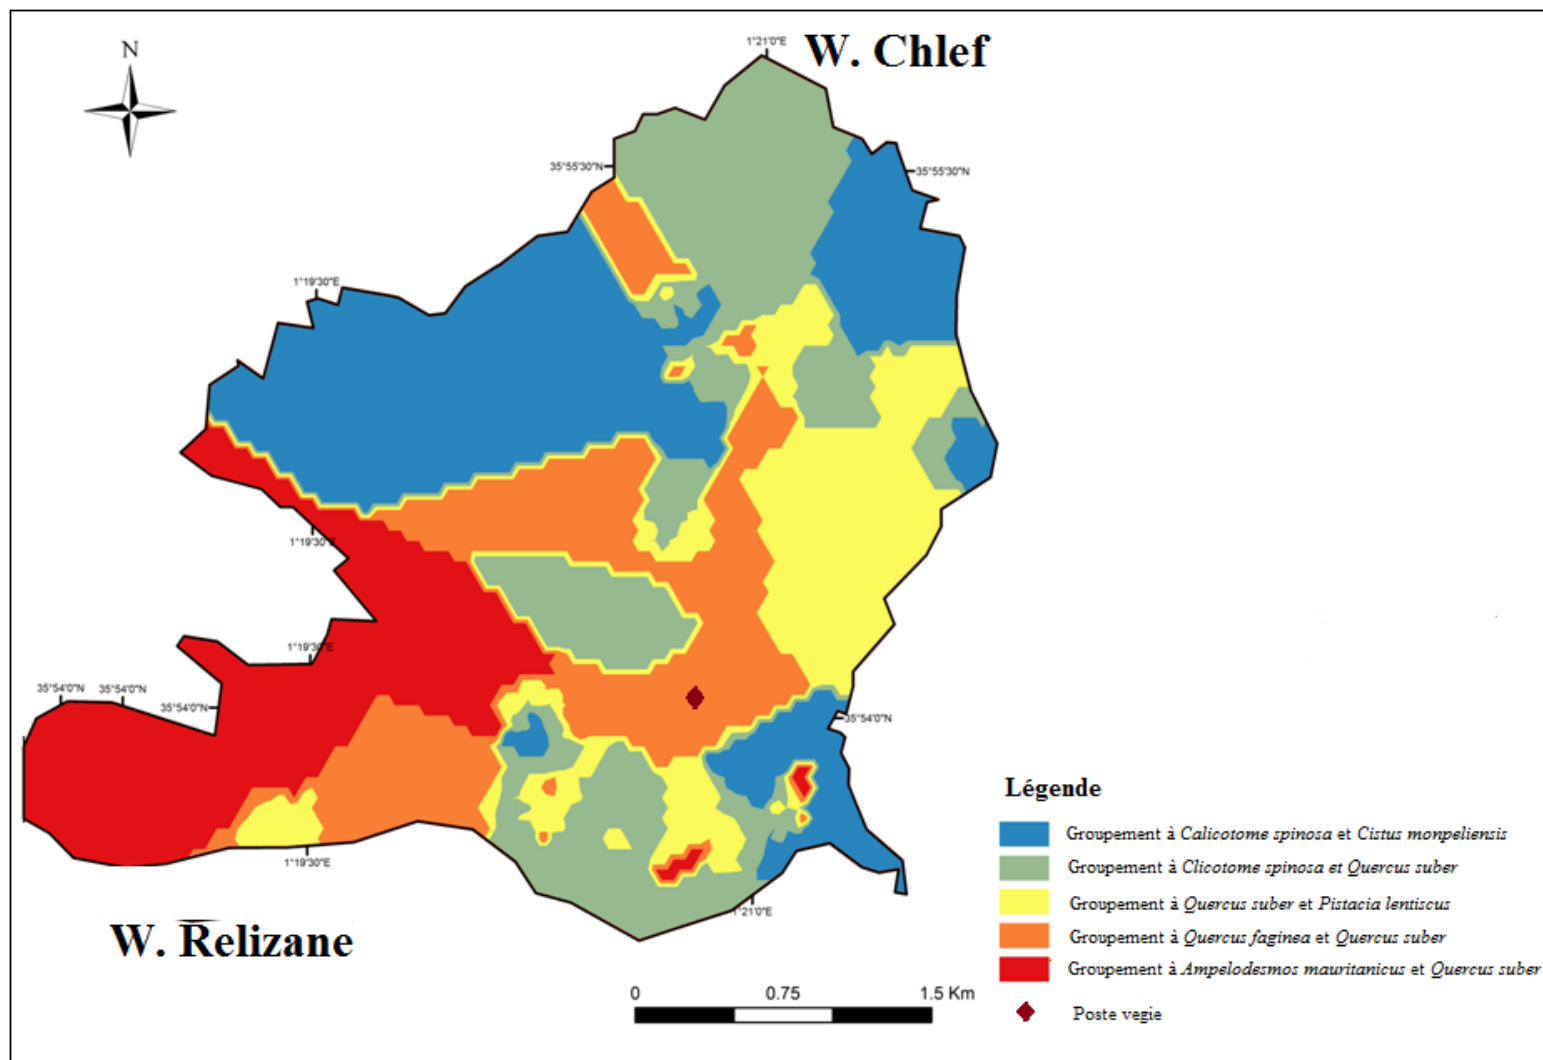 W. Chlef
1°21'0"E
N
35°55'30"N
35°55'30"N
1°19'30"E
1°19'30"E
1°19'30"E
35°54'0"N
35°54'0"N
35°54'0"N
35°54'0"N
1°19'30"E
1°21'0"E
W. Relizane
0 0.75 1.5 Km
Légende
Groupement à Calicotome spinosa et Cistus monpeliensis
Groupement à Clicotome spinosa et Quercus suber
Groupement à Quercus suber et Pistacia lentiscus
Groupement à Quercus faginea et Quercus suber
Groupement à Ampelodesmos mauritanicus et Quercus suber
Poste vegie